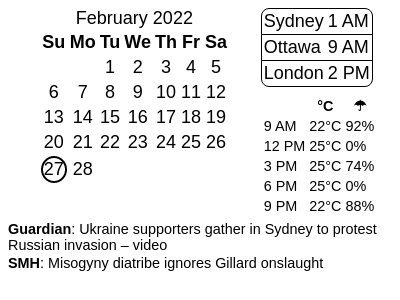 February 2022
Su Mo Tu We Th Fr Sa
1 2 3 4 5
6 7 8 9 10 11 12
13 14 15 16 17 18 19
20 21 22 23 24 25 26
27 28
Sydney 1 AM
Ottawa 9 AM
London 2 PM
°C ☂
9 AM 22°C 92%
12 PM 25°C 0%
3 PM 25°C 74%
6 PM 25°C 0%
9 PM 22°C 88%
Guardian: Ukraine supporters gather in Sydney to protest
Russian invasion – video
SMH: Misogyny diatribe ignores Gillard onslaught